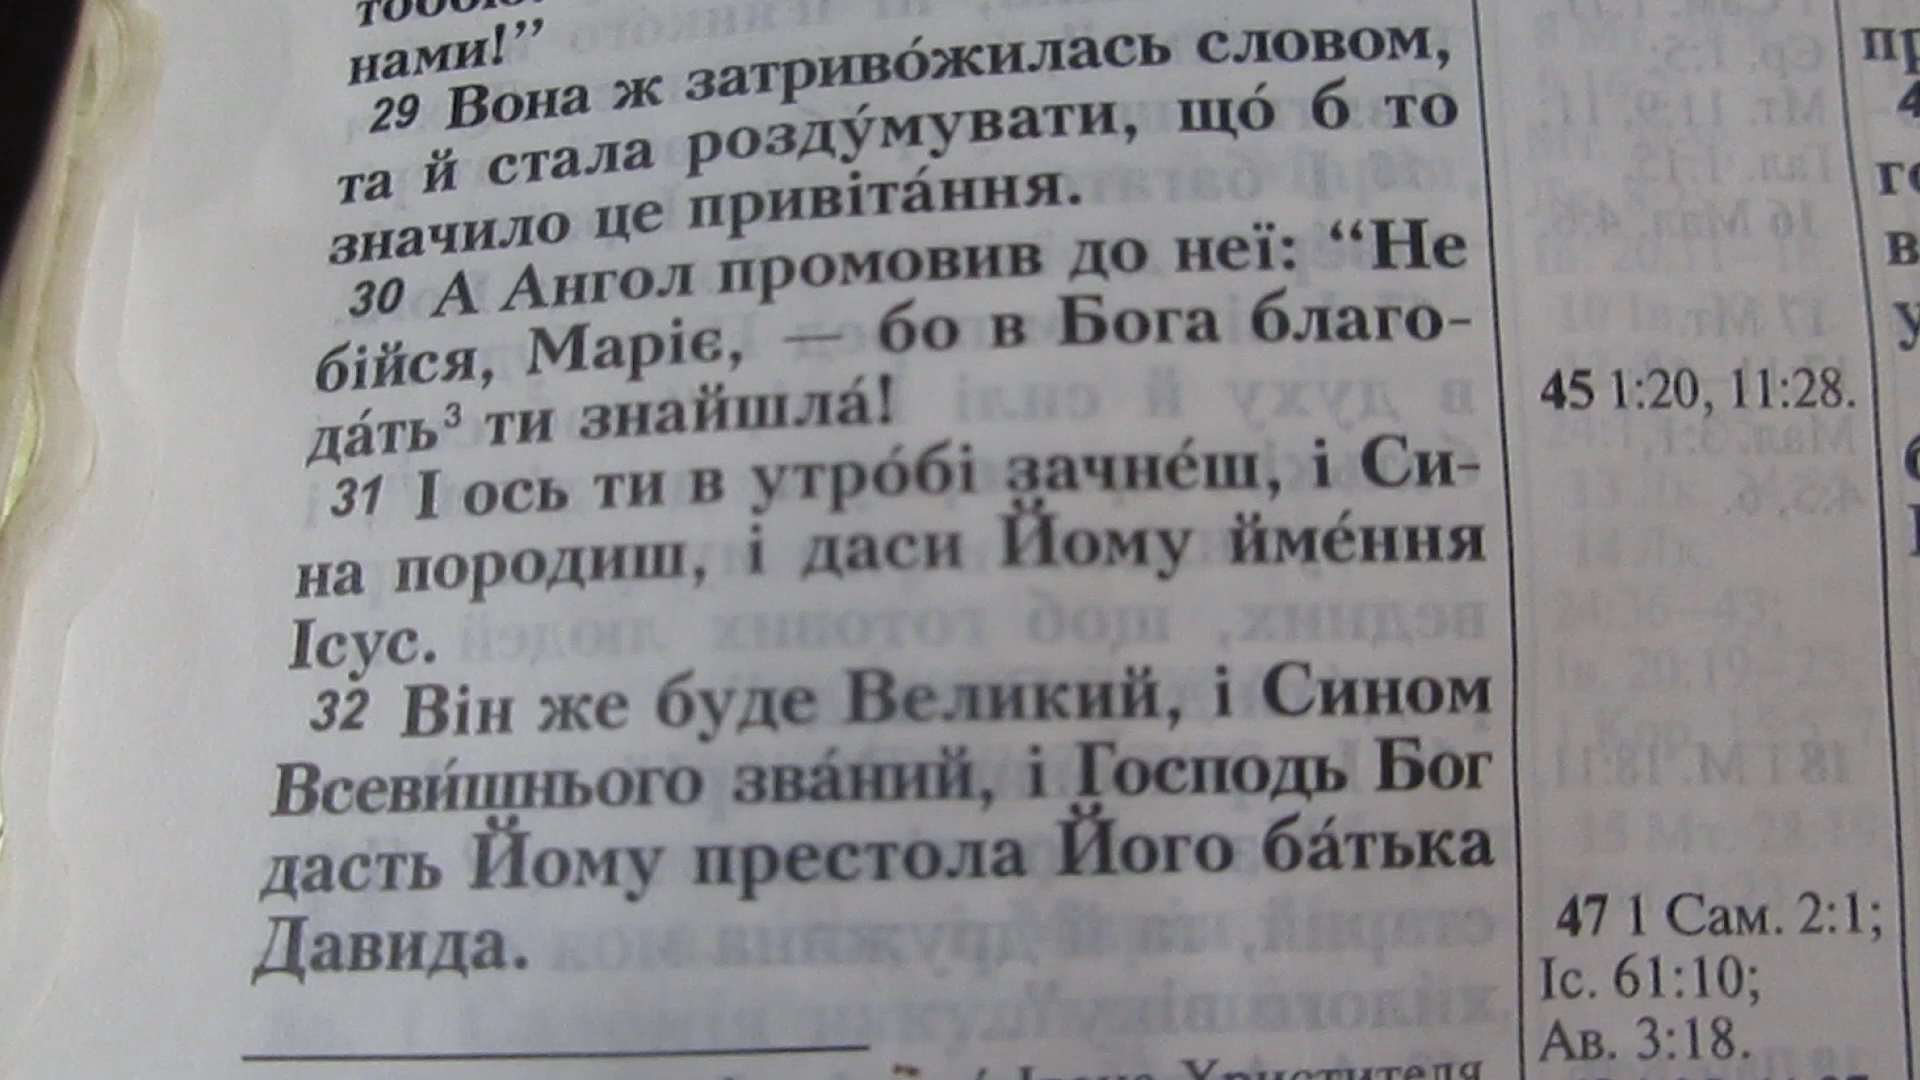 нами!”
29 Вона ж затриво́жилась словом,
та й стала розду́мувати, що́ б то
значило це привіта́ння.
30 А Ангол промовив до неї: “Не
бійся, Маріє, — бо в Бога благо-
да́ть³ ти знайшла́!
31 І ось ти в утро́бі зачне́ш, і Си-
на породиш, і даси Йому йме́ння
Ісус.
32 Він же буде Великий, і Сином
Всеви́шнього зва́ний, і Господь Бог
дасть Йому престола Його ба́тька
Давида.
45 1:20, 11:28.
47 1 Сам. 2:1;
Іс. 61:10;
Ав. 3:18.